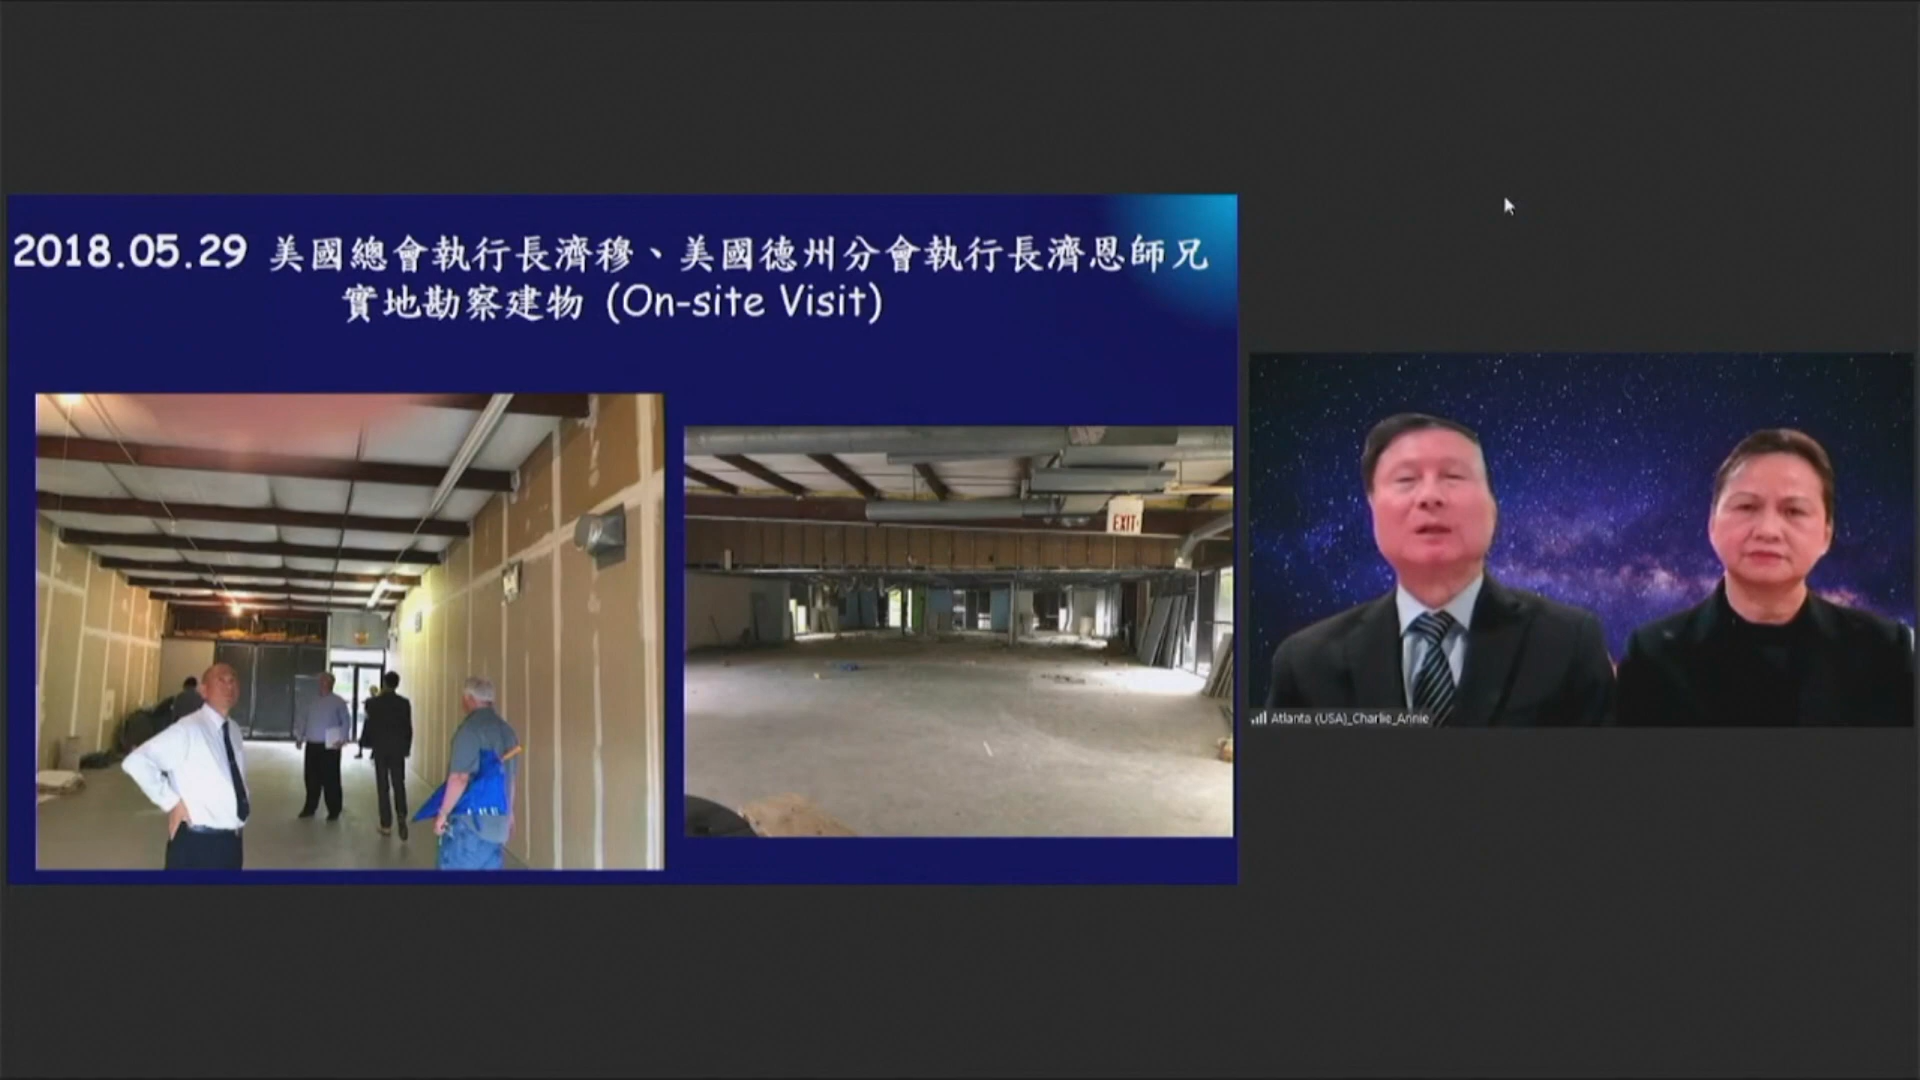 2018.05.29 美國總會執行長濟穆、美國德州分會執行長濟恩師兄
實地勘察建物 (On-site Visit)
EXIT
Atlanta (USA)_Charlie_Annie